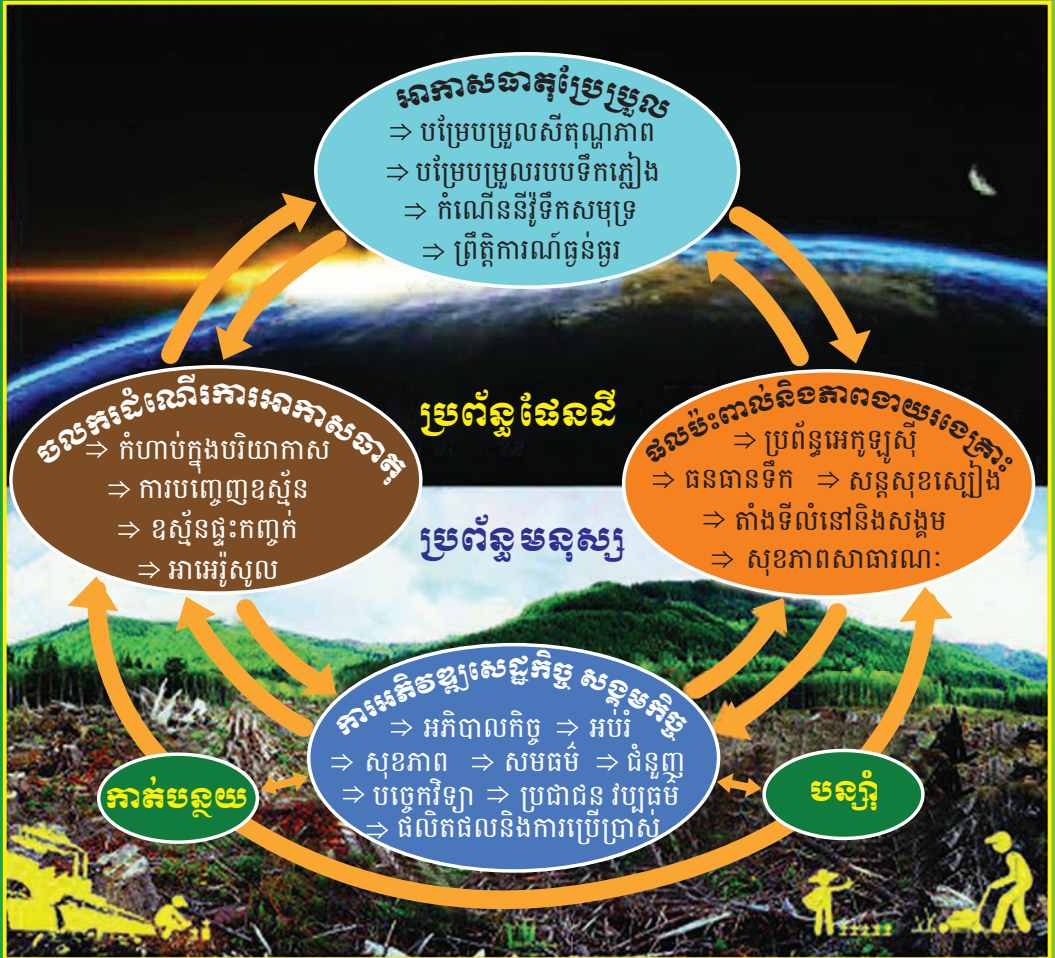 អាកាសធាតុប្រែប្រួល
⇒ បម្រែបម្រួលសីតុណ្ហភាព
⇒ បម្រែបម្រួលរបបទឹកភ្លៀង
⇒ កំណើននីវ៉ូទឹកសមុទ្រ
⇒ ព្រឹត្តិការណ៍ធ្ងន់ធ្ងរ
ចលករដំណើរការអាកាសធាតុ
⇒ កំហាប់ក្នុងបរិយាកាស
⇒ ការបញ្ចេញឧស្ម័ន
⇒ ឧស្ម័នផ្ទះកញ្ចក់
⇒ អាអេរ៉ូសូល
ប្រព័ន្ធផែនដី
ប្រព័ន្ធមនុស្ស
ផលប៉ះពាល់និងភាពងាយរងគ្រោះ
⇒ ប្រព័ន្ធអេកូឡូស៊ី
⇒ ធនធានទឹក ⇒ សន្តសុខស្បៀង
⇒ តាំងទីលំនៅនិងសង្គម
⇒ សុខភាពសាធារណៈ
ការអភិវឌ្ឍសេដ្ឋកិច្ច សង្គមកិច្ច
⇒ អភិបាលកិច្ច ⇒ អប់រំ
⇒ សុខភាព ⇒ សមធម៌ ⇒ ជំនួញ
⇒ បច្ចេកវិទ្យា ⇒ ប្រជាជន វប្បធម៌
⇒ ផលិតផលនិងការប្រើប្រាស់
កាត់បន្ថយ
បន្ស៊ាំ